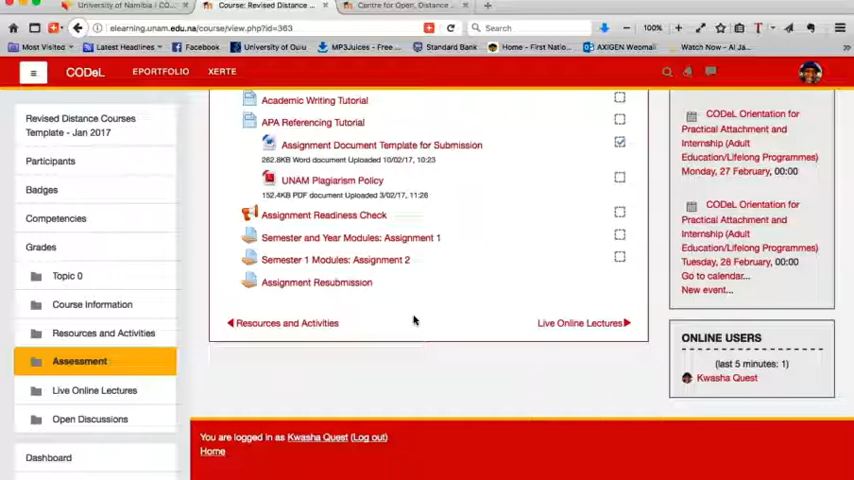 University of Namibia | CO
Course: Revised Distance ...
Centre for Open, Distance ...
elearning.unam.edu.na/course/view.php?id=363
100%
Search
Most Visited
Latest Headlines
Facebook
University of Oulu
MP3Juices - Free ...
Standard Bank
Home - First Natio...
AXIGEN Webmail
Watch Now - Al Ja...
CODeL
EPORTFOLIO
XERTE
Revised Distance Courses
Template - Jan 2017
Participants
Badges
Competencies
Grades
Topic 0
Course Information
Resources and Activities
Assessment
Live Online Lectures
Open Discussions
Dashboard
Academic Writing Tutorial
APA Referencing Tutorial
Assignment Document Template for Submission
262.8KB Word document Uploaded 10/02/17, 10:23
UNAM Plagiarism Policy
152.4KB PDF document Uploaded 3/02/17, 11:26
Assignment Readiness Check
Semester and Year Modules: Assignment 1
Semester 1 Modules: Assignment 2
Assignment Resubmission
Resources and Activities
Live Online Lectures
CODeL Orientation for
Practical Attachment and
Internship (Adult
Education/Lifelong Programmes)
Monday, 27 February, 00:00
CODeL Orientation for
Practical Attachment and
Internship (Adult
Education/Lifelong Programmes)
Tuesday, 28 February, 00:00
Go to calendar...
New event...
ONLINE USERS
(last 5 minutes: 1)
Kwasha Quest
You are logged in as Kwasha Quest (Log out)
Home